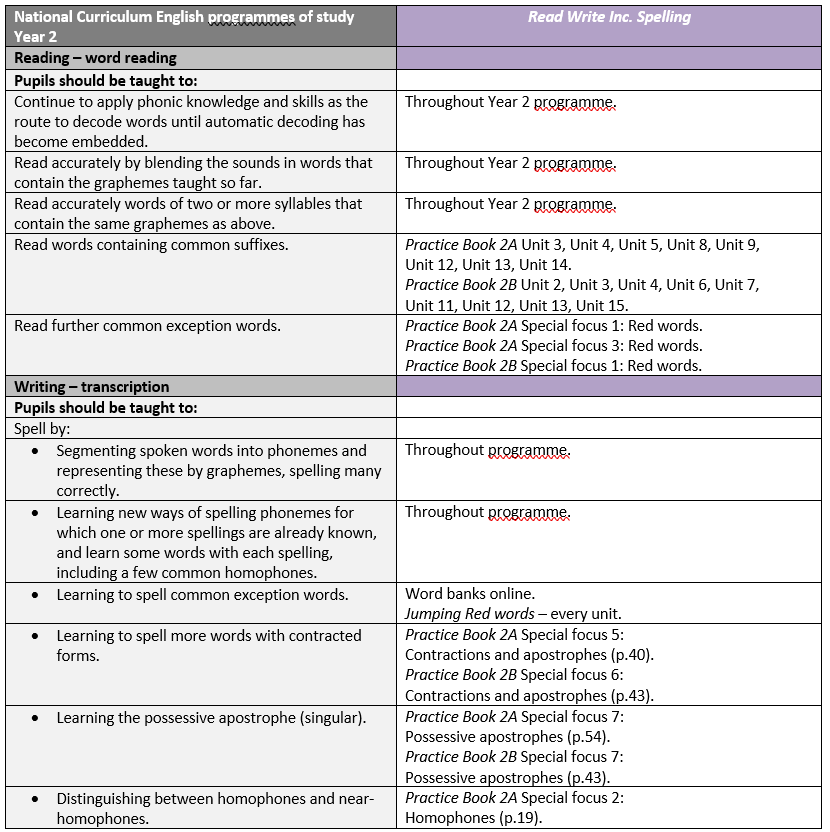 National Curriculum English programmes of study
Year 2
Read Write Inc. Spelling
Reading – word reading
Pupils should be taught to:
Continue to apply phonic knowledge and skills as the
route to decode words until automatic decoding has
become embedded.
Throughout Year 2 programme.
Read accurately by blending the sounds in words that
contain the graphemes taught so far.
Throughout Year 2 programme.
Read accurately words of two or more syllables that
contain the same graphemes as above.
Throughout Year 2 programme.
Read words containing common suffixes.
Practice Book 2A Unit 3, Unit 4, Unit 5, Unit 8, Unit 9,
Unit 12, Unit 13, Unit 14.
Practice Book 2B Unit 2, Unit 3, Unit 4, Unit 6, Unit 7,
Unit 11, Unit 12, Unit 13, Unit 15.
Read further common exception words.
Practice Book 2A Special focus 1: Red words.
Practice Book 2A Special focus 3: Red words.
Practice Book 2B Special focus 1: Red words.
Writing – transcription
Pupils should be taught to:
Spell by:
• Segmenting spoken words into phonemes and
representing these by graphemes, spelling many
correctly.
Throughout programme.
• Learning new ways of spelling phonemes for
which one or more spellings are already known,
and learn some words with each spelling,
including a few common homophones.
Throughout programme.
• Learning to spell common exception words.
Word banks online.
Jumping Red words – every unit.
• Learning to spell more words with contracted
forms.
Practice Book 2A Special focus 5:
Contractions and apostrophes (p.40).
Practice Book 2B Special focus 6:
Contractions and apostrophes (p.43).
• Learning the possessive apostrophe (singular).
Practice Book 2A Special focus 7:
Possessive apostrophes (p.54).
Practice Book 2B Special focus 7:
Possessive apostrophes (p.43).
• Distinguishing between homophones and near-
homophones.
Practice Book 2A Special focus 2:
Homophones (p.19).